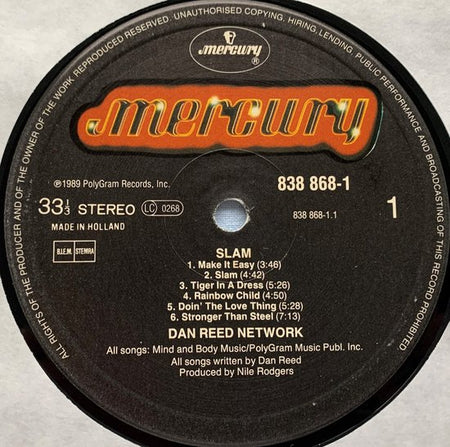 ALL RIGHTS OF THE PRODUCER AND OF THE OWNER OF THE WORK REPRODUCED RESERVED. UNAUTHORISED COPYING, HIRING, LENDING, PUBLIC PERFORMANCE AND BROADCASTING OF THIS RECORD PROHIBITED.
mercury
®
mercury
℗1989 PolyGram Records, Inc.
838 868-1
33 1/3 STEREO LC 0268
838 868-1.1
1
MADE IN HOLLAND
B.I.E.M. STEMRA
SLAM
1. Make It Easy (3:46)
2. Slam (4:42)
3. Tiger In A Dress (5:26)
4. Rainbow Child (4:50)
5. Doin' The Love Thing (5:28)
6. Stronger Than Steel (7:13)
DAN REED NETWORK
All songs: Mind and Body Music/PolyGram Music Publ. Inc.
All songs written by Dan Reed
Produced by Nile Rodgers